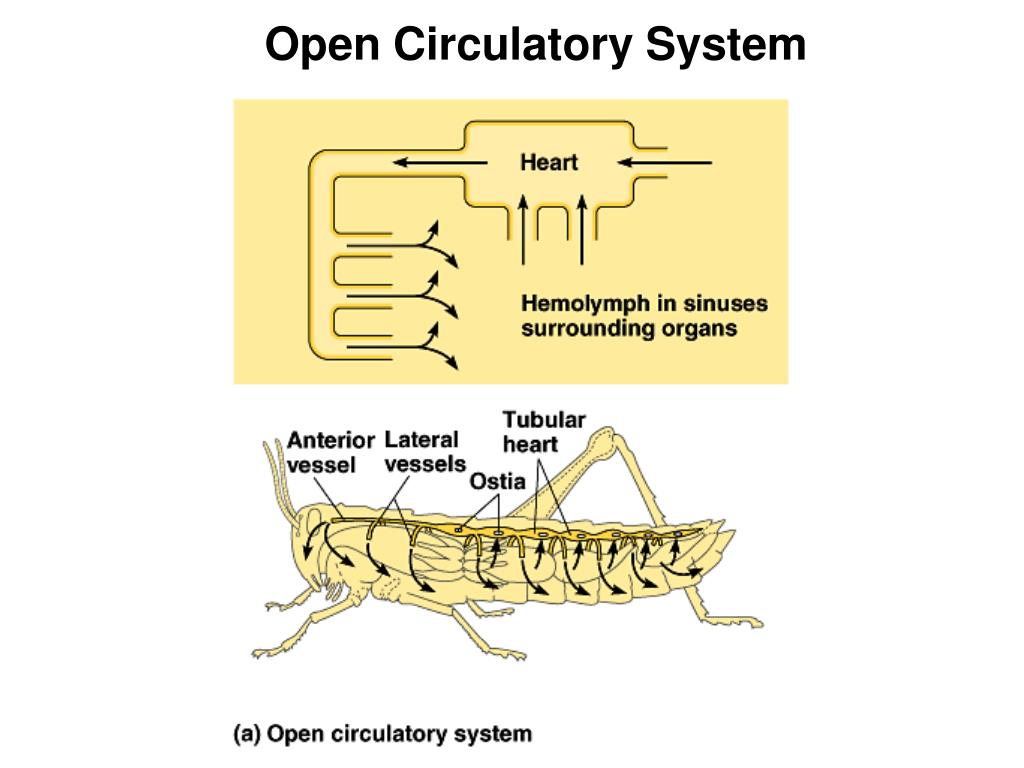 Open Circulatory System
Heart
Hemolymph in sinuses
surrounding organs
Anterior
vessel
Lateral
vessels
Tubular
heart
Ostia
(a) Open circulatory system